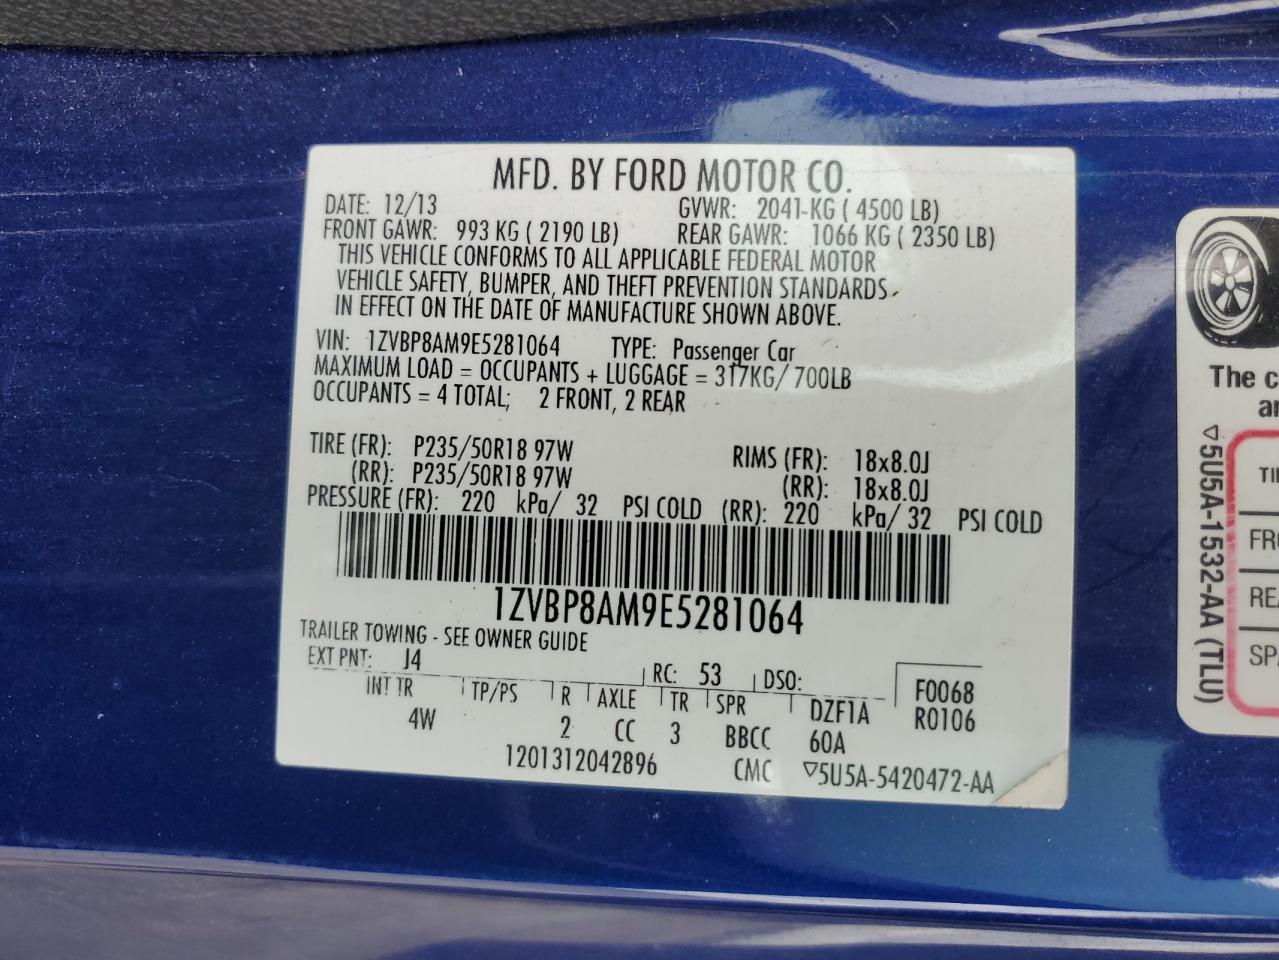 MFD. BY FORD MOTOR CO.
DATE: 12/13 GVWR: 2041-KG ( 4500 LB)
FRONT GAWR: 993 KG ( 2190 LB) REAR GAWR: 1066 KG ( 2350 LB)
THIS VEHICLE CONFORMS TO ALL APPLICABLE FEDERAL MOTOR
VEHICLE SAFETY, BUMPER, AND THEFT PREVENTION STANDARDS
IN EFFECT ON THE DATE OF MANUFACTURE SHOWN ABOVE.
VIN: 1ZVBP8AM9E5281064 TYPE: Passenger Car
MAXIMUM LOAD = OCCUPANTS + LUGGAGE = 317KG/ 700LB
OCCUPANTS = 4 TOTAL; 2 FRONT, 2 REAR
TIRE (FR): P235/50R18 97W RIMS (FR): 18x8.0J
(RR): P235/50R18 97W (RR): 18x8.0J
PRESSURE (FR): 220 kPa/ 32 PSI COLD (RR): 220 kPa/ 32 PSI COLD
1ZVBP8AM9E5281064
TRAILER TOWING - SEE OWNER GUIDE
EXT PNT: J4 RC: 53 DSO: F0068
INT TR TP/PS R AXLE TR SPR DZF1A R0106
4W 2 CC 3 BBCC 60A
1201312042896 CMC ▽5U5A-5420472-AA
The c
ar
TI
FRO
REA
SPA
▽5U5A-1532-AA (TLU)